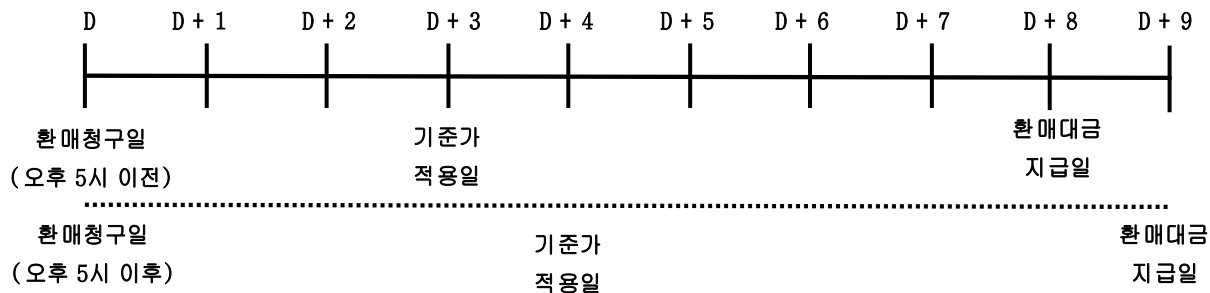 D D + 1 D + 2 D + 3 D + 4 D + 5 D + 6 D + 7 D + 8 D + 9
환매청구일
(오후 5시 이전)
기준가
적용일
환매대금
지급일
환매청구일
(오후 5시 이후)
기준가
적용일
환매대금
지급일